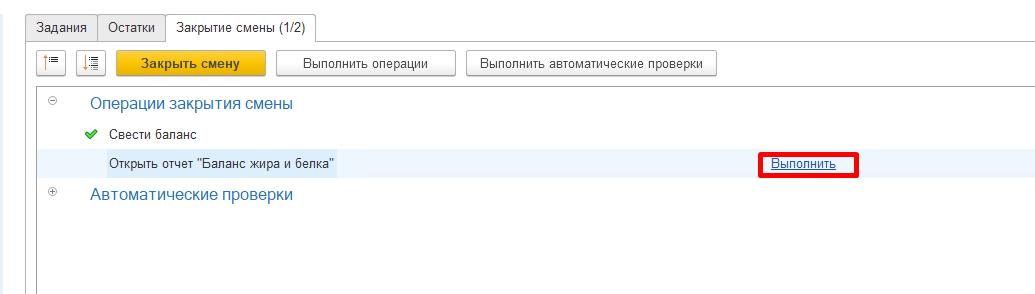 Задания Остатки Закрытие смены (1/2)
Закрыть смену Выполнить операции Выполнить автоматические проверки
Операции закрытия смены
Свести баланс
Открыть отчет "Баланс жира и белка" Выполнить
Автоматические проверки